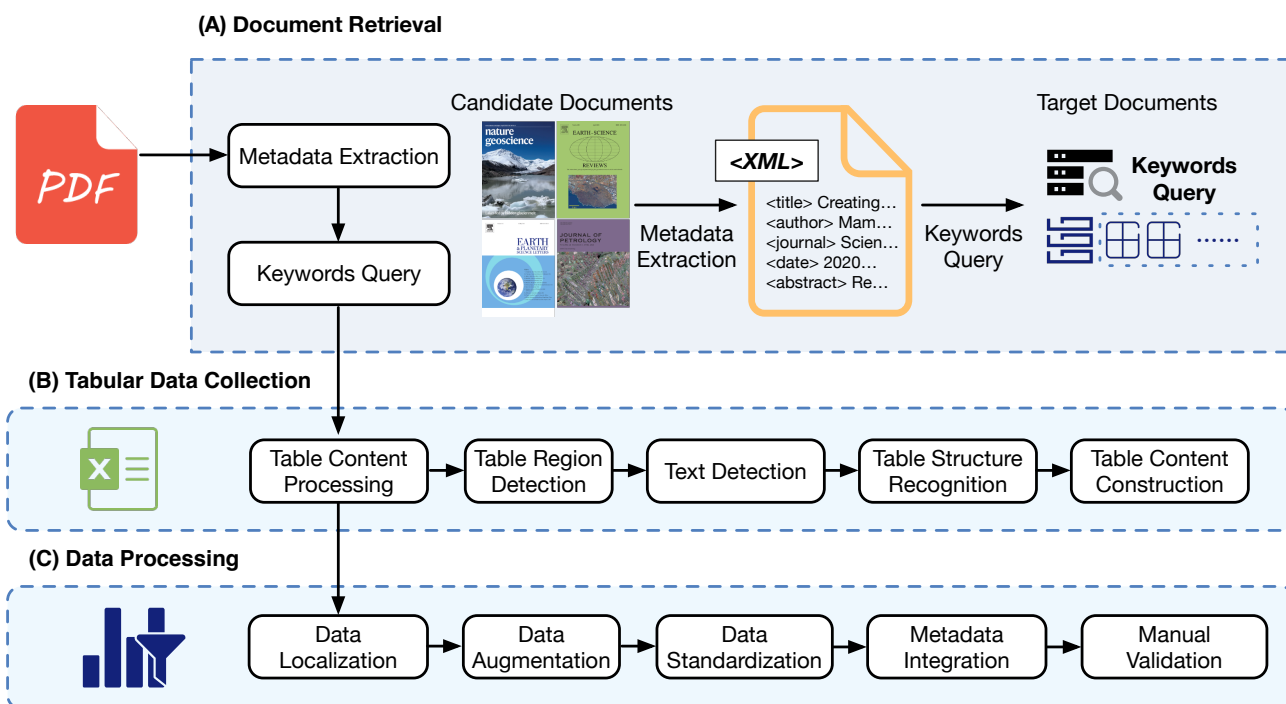 (A) Document Retrieval
PDF
Metadata Extraction
Keywords Query
Candidate Documents
nature
geoscience
EARTH-SCIENCE
REVIEWS
EARTH
& PLANETARY
SCIENCE LETTERS
JOURNAL OF
PETROLOGY
Metadata
Extraction
<XML>
<title> Creating…
<author> Mam…
<journal> Scien…
<date> 2020…
<abstract> Re…
Keywords
Query
Target Documents
Keywords
Query
(B) Tabular Data Collection
X
Table Content
Processing
Table Region
Detection
Text Detection
Table Structure
Recognition
Table Content
Construction
(C) Data Processing
Data
Localization
Data
Augmentation
Data
Standardization
Metadata
Integration
Manual
Validation